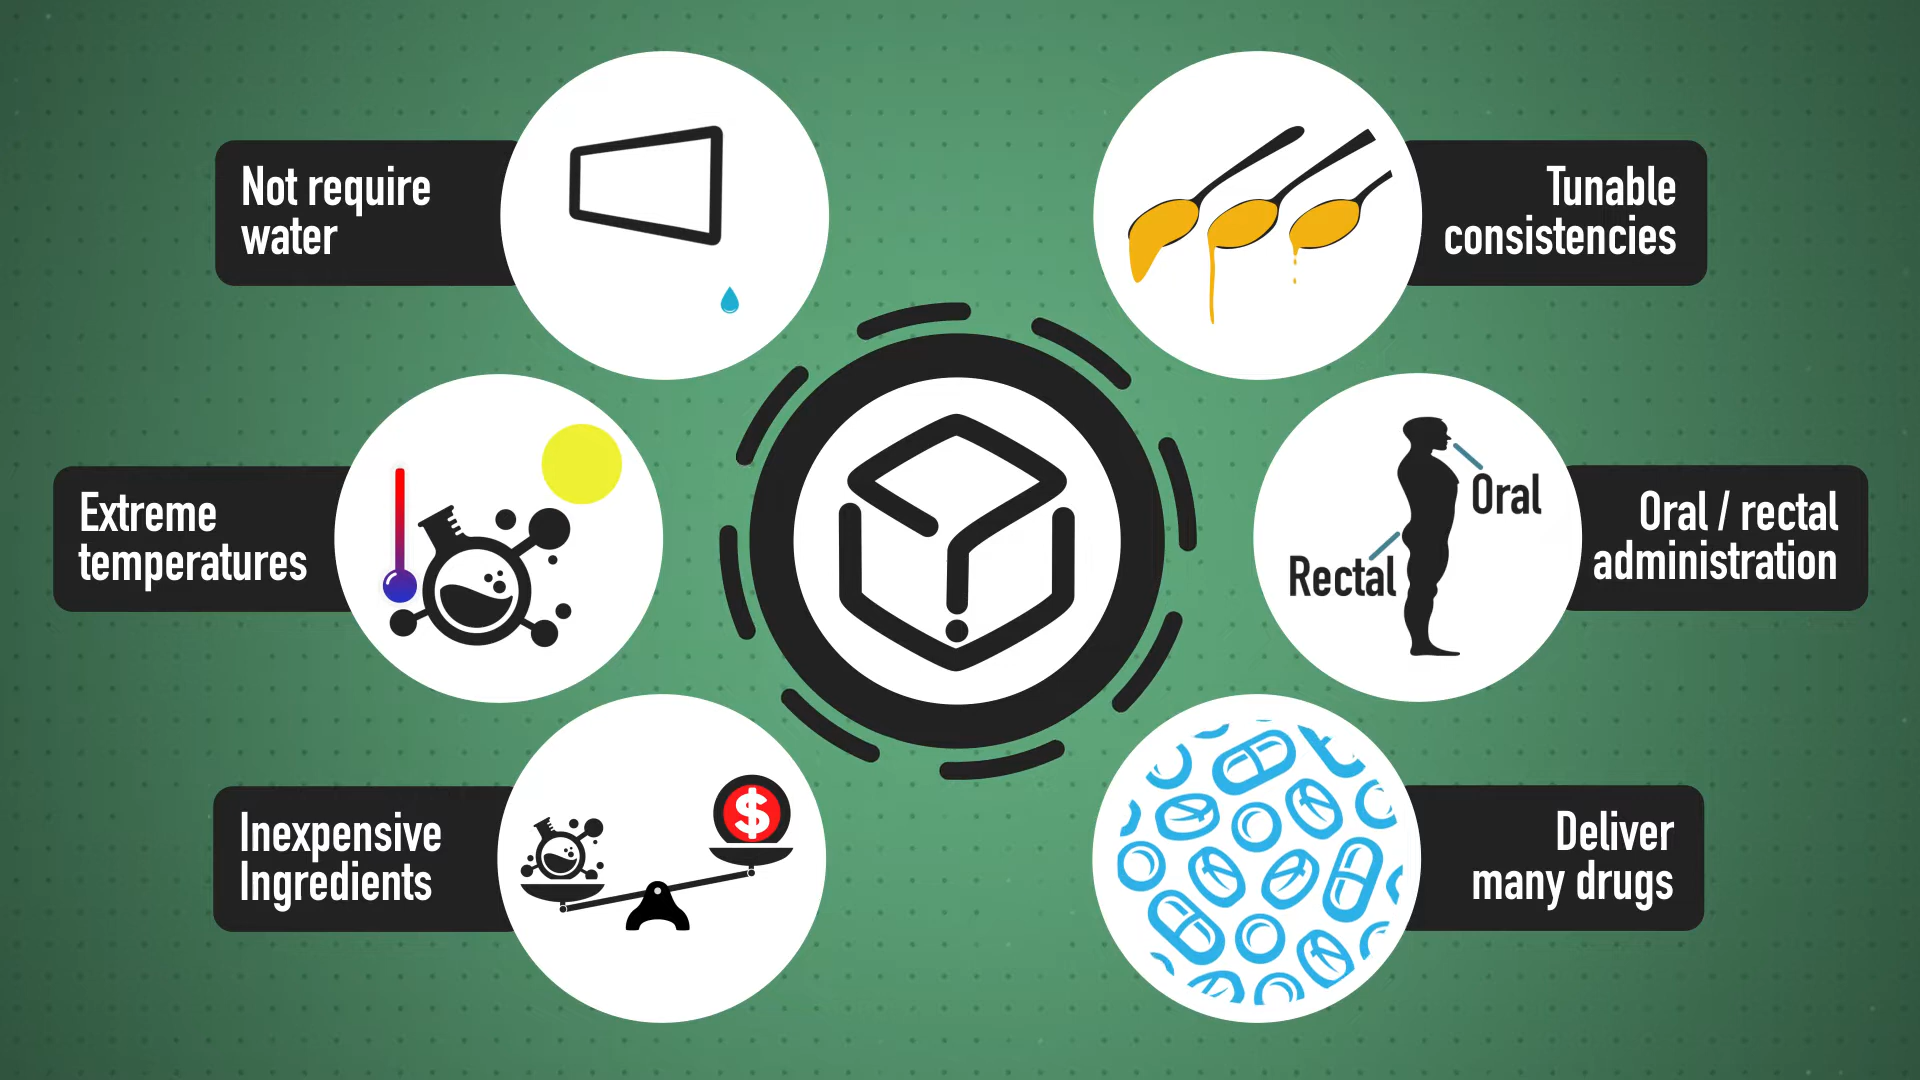 Not require
water
Tunable
consistencies
Extreme
temperatures
Oral
Rectal
Oral / rectal
administration
Inexpensive
Ingredients
$
Deliver
many drugs